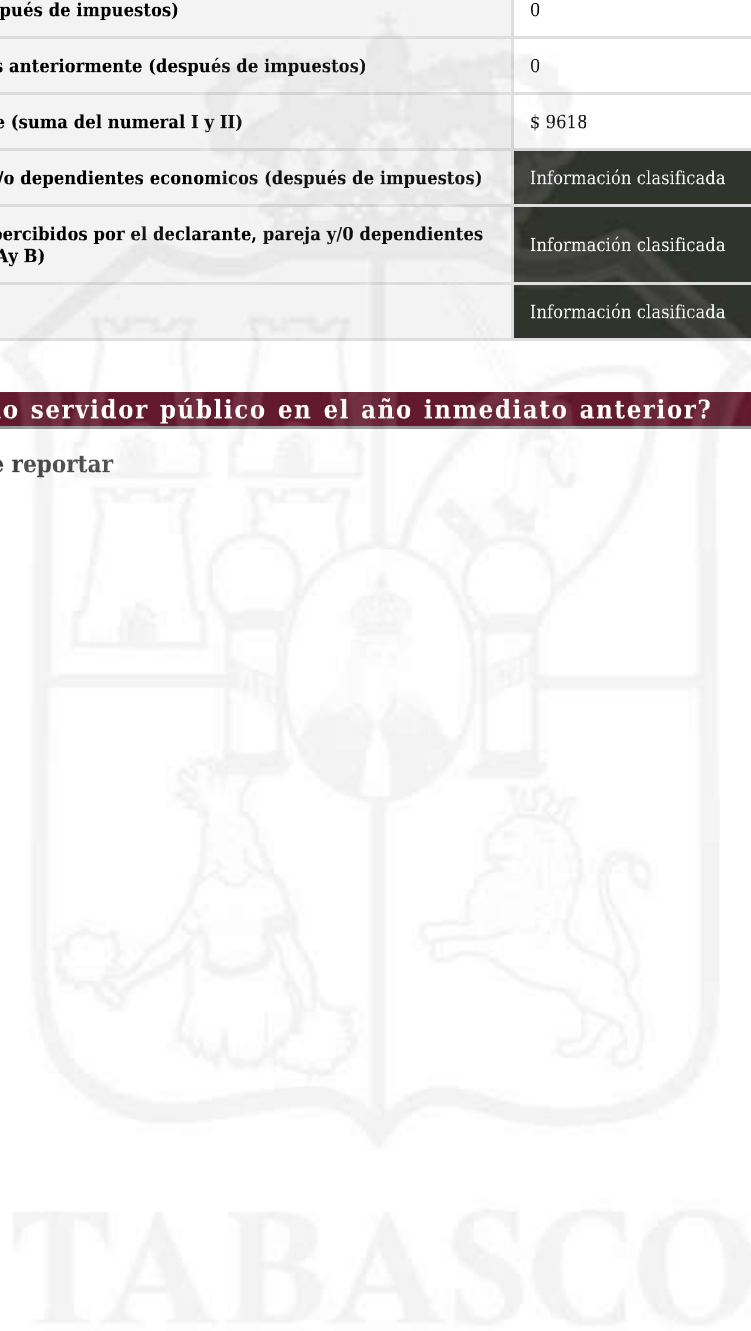 pués de impuestos) 0
s anteriormente (después de impuestos) 0
e (suma del numeral I y II) $ 9618
/o dependientes economicos (después de impuestos) Información clasificada
percibidos por el declarante, pareja y/0 dependientes
Ay B) Información clasificada
Información clasificada
o servidor público en el año inmediato anterior?
e reportar
TABASCO